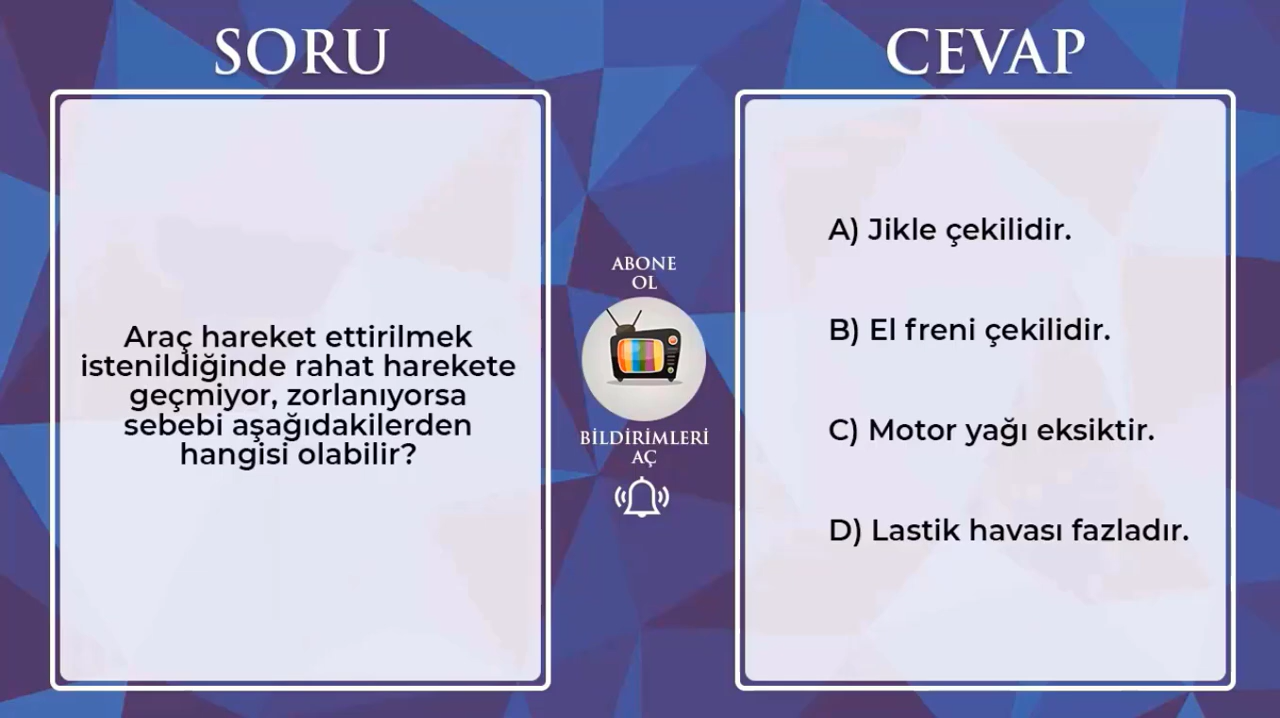 SORU
Araç hareket ettirilmek
istenildiğinde rahat harekete
geçmiyor, zorlanıyorsa
sebebi aşağıdakilerden
hangisi olabilir?
ABONE
OL
BİLDİRİMLERİ
AÇ
CEVAP
A) Jikle çekilidir.
B) El freni çekilidir.
C) Motor yağı eksiktir.
D) Lastik havası fazladır.